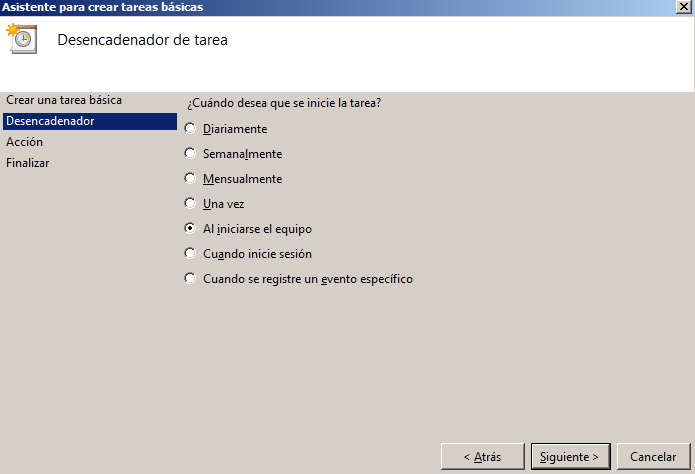 Asistente para crear tareas básicas
Desencadenador de tarea
Crear una tarea básica
Desencadenador
Acción
Finalizar
¿Cuándo desea que se inicie la tarea?
Diariamente
Semanalmente
Mensualmente
Una vez
Al iniciarse el equipo
Cuando inicie sesión
Cuando se registre un evento específico
< Atrás
Siguiente >
Cancelar